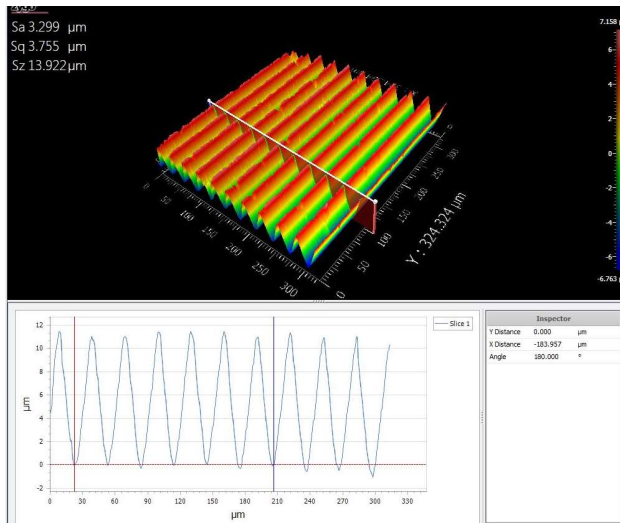 Sa 3.299 µm
Sq 3.755 µm
Sz 13.922 µm
7.158
6
4
2
0
-2
-4
-6
-6.763
0
50
100
150
200
250
300
0
50
100
150
200
250
300
Y : 324.324 µm
12
10
8
6
4
2
0
-2
µm
0 30 60 90 120 150 180 210 240 270 300 330
µm
Slice 1
Inspector
Y Distance 0.000 µm
X Distance -183.957 µm
Angle 180.000 °